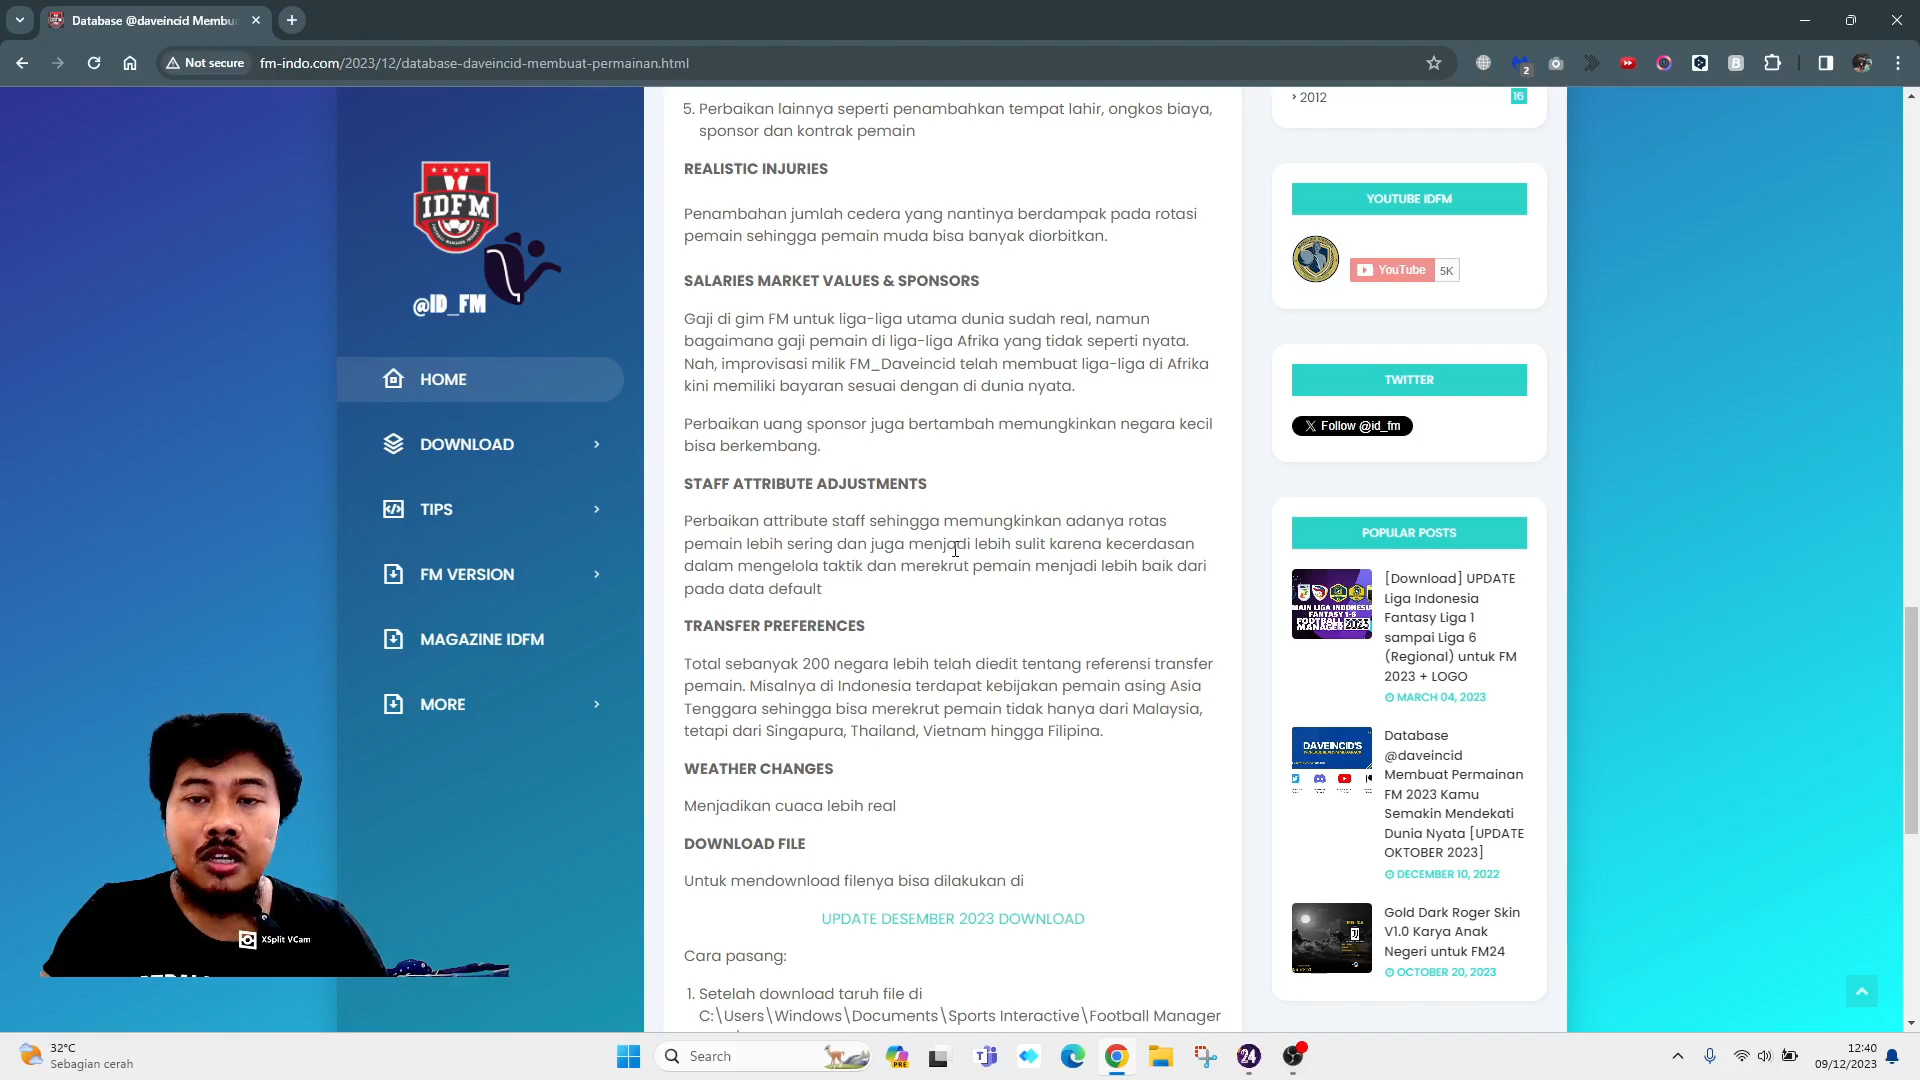 Database @daveincid Membu
Not secure
fm-indo.com/2023/12/database-daveincid-membuat-permainan.html
2
IDFM
@ID_FM
HOME
DOWNLOAD
TIPS
FM VERSION
MAGAZINE IDFM
MORE
XSplit VCam
5. Perbaikan lainnya seperti penambahkan tempat lahir, ongkos biaya,
sponsor dan kontrak pemain
REALISTIC INJURIES
Penambahan jumlah cedera yang nantinya berdampak pada rotasi
pemain sehingga pemain muda bisa banyak diorbitkan.
SALARIES MARKET VALUES & SPONSORS
Gaji di gim FM untuk liga-liga utama dunia sudah real, namun
bagaimana gaji pemain di liga-liga Afrika yang tidak seperti nyata.
Nah, improvisasi milik FM_Daveincid telah membuat liga-liga di Afrika
kini memiliki bayaran sesuai dengan di dunia nyata.
Perbaikan uang sponsor juga bertambah memungkinkan negara kecil
bisa berkembang.
STAFF ATTRIBUTE ADJUSTMENTS
Perbaikan attribute staff sehingga memungkinkan adanya rotas
pemain lebih sering dan juga menjadi lebih sulit karena kecerdasan
dalam mengelola taktik dan merekrut pemain menjadi lebih baik dari
pada data default
TRANSFER PREFERENCES
Total sebanyak 200 negara lebih telah diedit tentang referensi transfer
pemain. Misalnya di Indonesia terdapat kebijakan pemain asing Asia
Tenggara sehingga bisa merekrut pemain tidak hanya dari Malaysia,
tetapi dari Singapura, Thailand, Vietnam hingga Filipina.
WEATHER CHANGES
Menjadikan cuaca lebih real
DOWNLOAD FILE
Untuk mendownload filenya bisa dilakukan di
UPDATE DESEMBER 2023 DOWNLOAD
Cara pasang:
1. Setelah download taruh file di
C:\Users\Windows\Documents\Sports Interactive\Football Manager
2012
16
YOUTUBE IDFM
YouTube 5K
TWITTER
Follow @id_fm
POPULAR POSTS
MAIN LIGA INDONESIA
FANTASY 1-6
FOOTBALL
MANAGER 2023
[Download] UPDATE
Liga Indonesia
Fantasy Liga 1
sampai Liga 6
(Regional) untuk FM
2023 + LOGO
MARCH 04, 2023
DAVEINCID'S
Database
@daveincid
Membuat Permainan
FM 2023 Kamu
Semakin Mendekati
Dunia Nyata [UPDATE
OKTOBER 2023]
DECEMBER 10, 2022
Gold Dark Roger Skin
V1.0 Karya Anak
Negeri untuk FM24
OCTOBER 20, 2023
32°C
Sebagian cerah
Search
PRE
24
12:40
09/12/2023